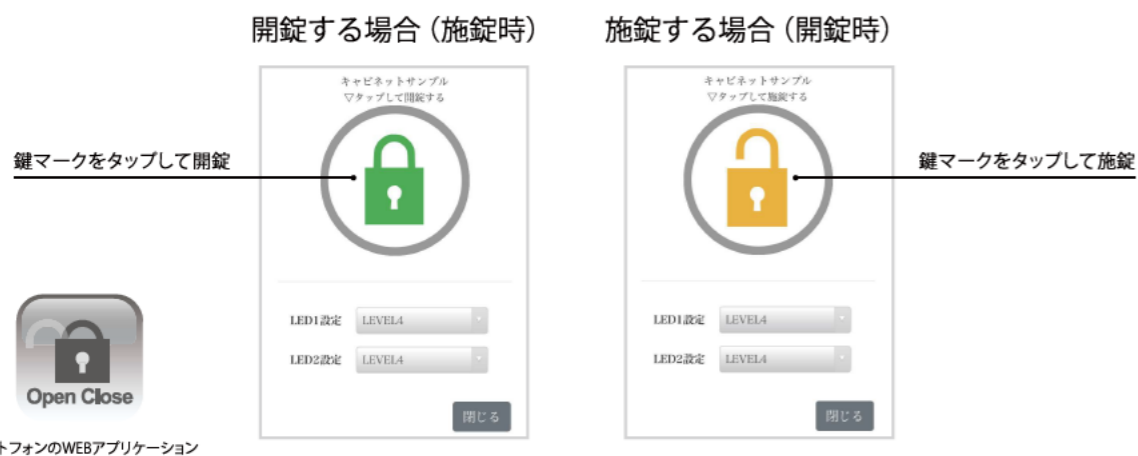 開錠する場合（施錠時）
施錠する場合（開錠時）
キャビネットサンプル
▽タップして開錠する
キャビネットサンプル
▽タップして施錠する
鍵マークをタップして開錠
鍵マークをタップして施錠
LED1設定 LEVEL4
LED2設定 LEVEL4
閉じる
LED1設定 LEVEL4
LED2設定 LEVEL4
閉じる
Open Close
トフォンのWEBアプリケーション